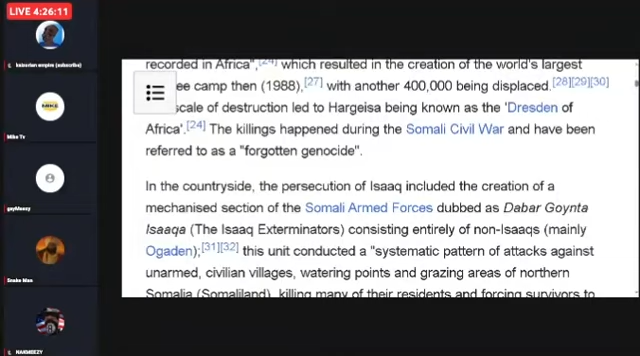 LIVE 4:26:11
kaisorian empire (subscribe)
Mike Tv
gayMeezy
Snake Man
NAKMEEZY
recorded in Africa",[24] which resulted in the creation of the world's largest
ee camp then (1988),[27] with another 400,000 being displaced.[28][29][30]
scale of destruction led to Hargeisa being known as the 'Dresden of
Africa'.[24] The killings happened during the Somali Civil War and have been
referred to as a "forgotten genocide".
In the countryside, the persecution of Isaaq included the creation of a
mechanised section of the Somali Armed Forces dubbed as Dabar Goynta
Isaaqa (The Isaaq Exterminators) consisting entirely of non-Isaaqs (mainly
Ogaden);[31][32] this unit conducted a "systematic pattern of attacks against
unarmed, civilian villages, watering points and grazing areas of northern
Somalia (Somaliland), killing many of their residents and forcing survivors to